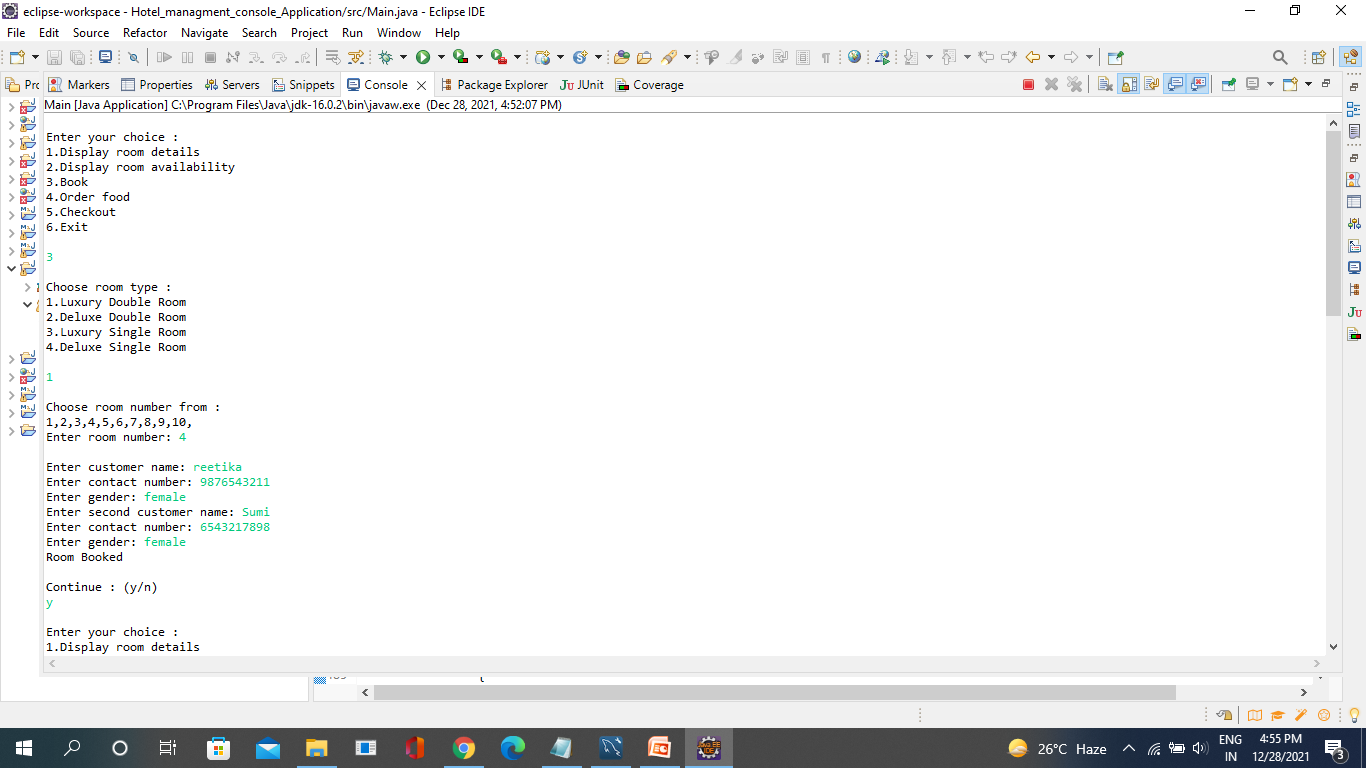 eclipse-workspace - Hotel_managment_console_Application/src/Main.java - Eclipse IDE
File Edit Source Refactor Navigate Search Project Run Window Help
Markers Properties Servers Snippets Console Package Explorer JUnit Coverage
Main [Java Application] C:\Program Files\Java\jdk-16.0.2\bin\javaw.exe (Dec 28, 2021, 4:52:07 PM)
Enter your choice :
1.Display room details
2.Display room availability
3.Book
4.Order food
5.Checkout
6.Exit
3
Choose room type :
1.Luxury Double Room
2.Deluxe Double Room
3.Luxury Single Room
4.Deluxe Single Room
1
Choose room number from :
1,2,3,4,5,6,7,8,9,10,
Enter room number: 4
Enter customer name: reetika
Enter contact number: 9876543211
Enter gender: female
Enter second customer name: Sumi
Enter contact number: 6543217898
Enter gender: female
Room Booked
Continue : (y/n)
y
Enter your choice :
1.Display room details
26°C Haze
ENG
IN
4:55 PM
12/28/2021
3